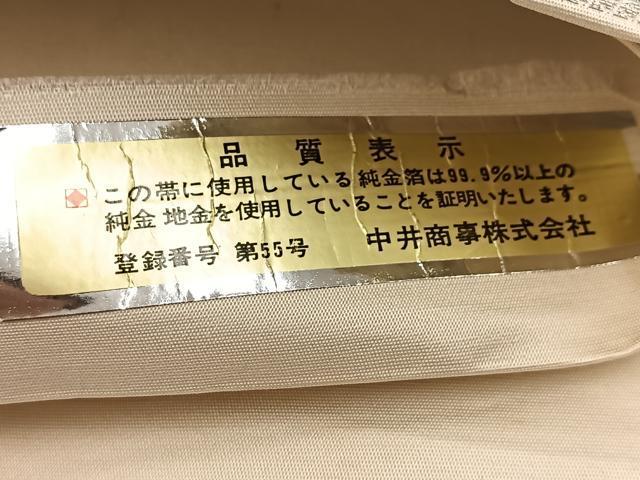 品質表示
この帯に使用している純金箔は99.9%以上の
純金地金を使用していることを証明いたします。
登録番号 第55号 中井商事株式会社